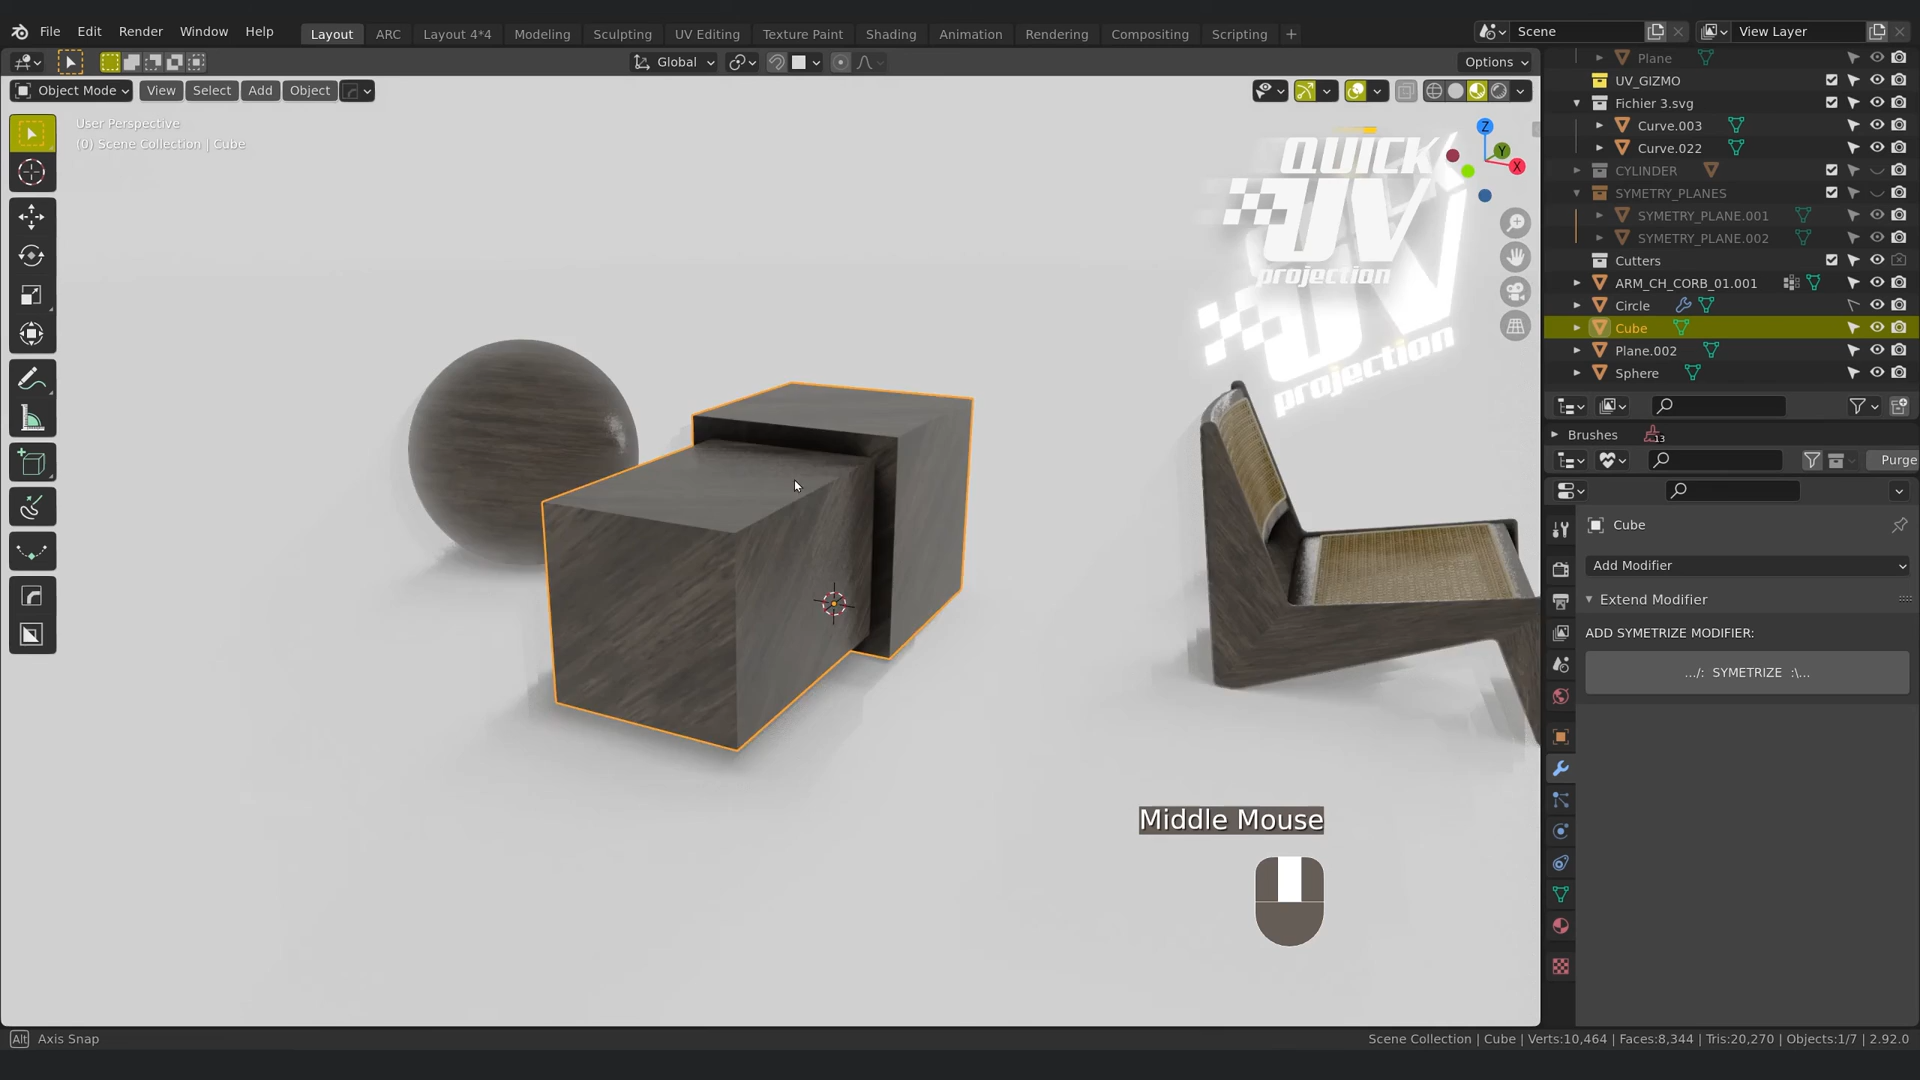 File Edit Render Window Help Layout ARC Layout 4*4 Modeling Sculpting UV Editing Texture Paint Shading Animation Rendering Compositing Scripting + Scene View Layer
Global Options
Object Mode View Select Add Object
User Perspective
(0) Scene Collection | Cube
QUICK
UV
projection
UV
projection
Z
Y
X
Plane
UV_GIZMO
Fichier 3.svg
Curve.003
Curve.022
CYLINDER
SYMETRY_PLANES
SYMETRY_PLANE.001
SYMETRY_PLANE.002
Cutters
ARM_CH_CORB_01.001
Circle
Cube
Plane.002
Sphere
Brushes 13
Purge
Cube
Add Modifier
Extend Modifier
ADD SYMETRIZE MODIFIER:
.../: SYMETRIZE :\...
Middle Mouse
Alt Axis Snap
Scene Collection | Cube | Verts:10,464 | Faces:8,344 | Tris:20,270 | Objects:1/7 | 2.92.0